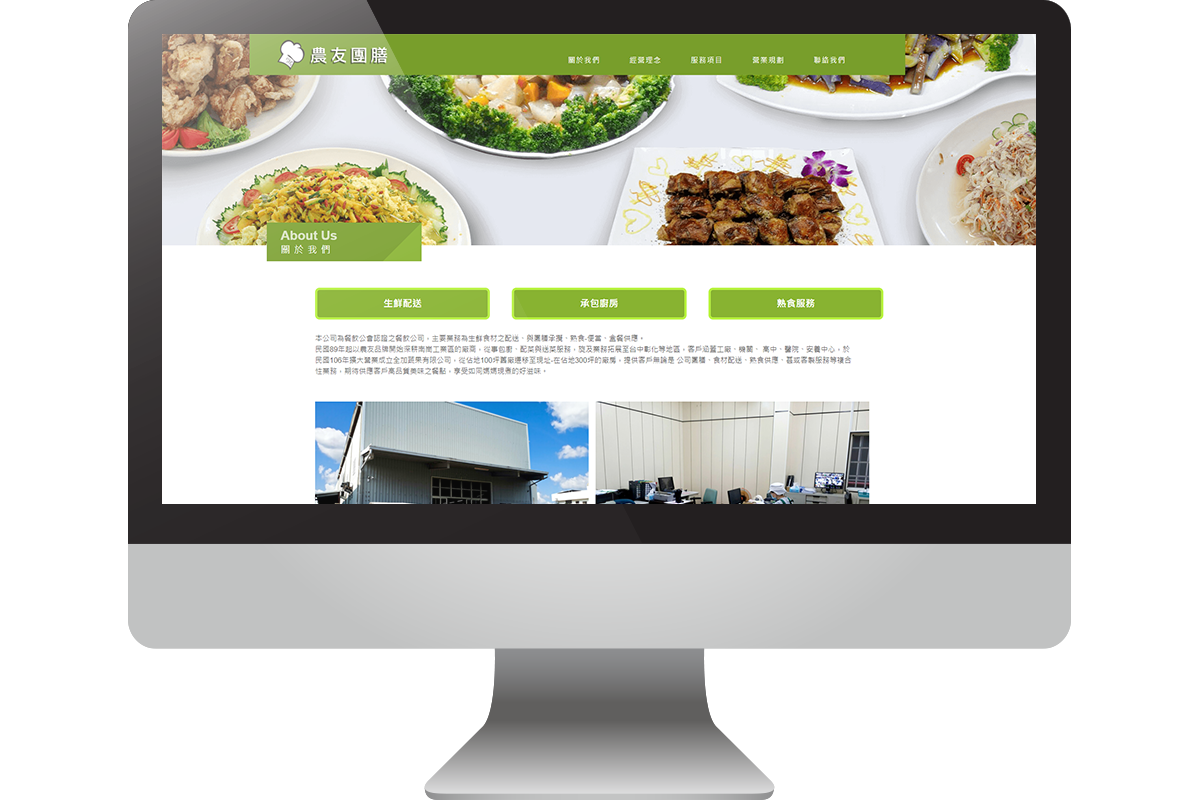 農友團膳
關於我們 經營理念 服務項目 營業規劃 聯絡我們
About Us
關於我們
生鮮配送 承包廚房 熟食服務
本公司為餐飲公會認證之餐飲公司，主要業務為生鮮食材之配送、與團膳承攬、熟食-便當、盒餐供應。
民國89年起以農友品牌開始深耕南崗工業區的廠商，從事包廚、配菜與送菜服務，旋及業務拓展至台中彰化等地區，客戶涵蓋工廠、機關、 高中、醫院、安養中心，於
民國106年擴大營業成立全加蔬果有限公司，從佔地100坪舊廠遷移至現址-在佔地300坪的廠房，提供客戶無論是 公司團膳、食材配送、熟食供應、甚或客製服務等複合
性業務，期待供應客戶高品質美味之餐點，享受如同媽媽現煮的好滋味。